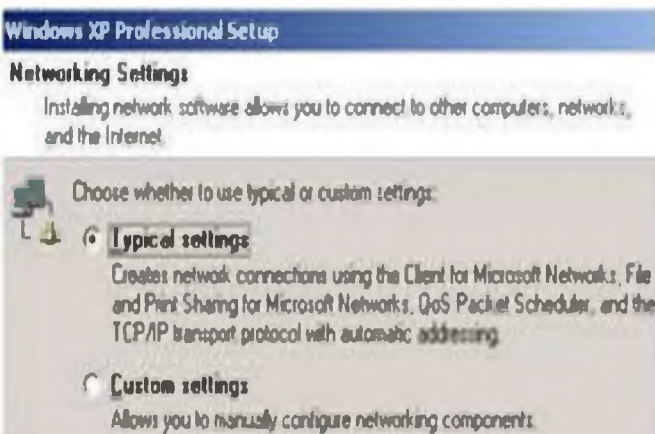 Windows XP Professional Setup
Networking Settings
Installing network software allows you to connect to other computers, networks,
and the Internet.
Choose whether to use typical or custom settings:
Typical settings
Creates network connections using the Client for Microsoft Networks, File
and Print Sharing for Microsoft Networks, QoS Packet Scheduler, and the
TCP/IP transport protocol with automatic addressing.
Custom settings
Allows you to manually configure networking components.